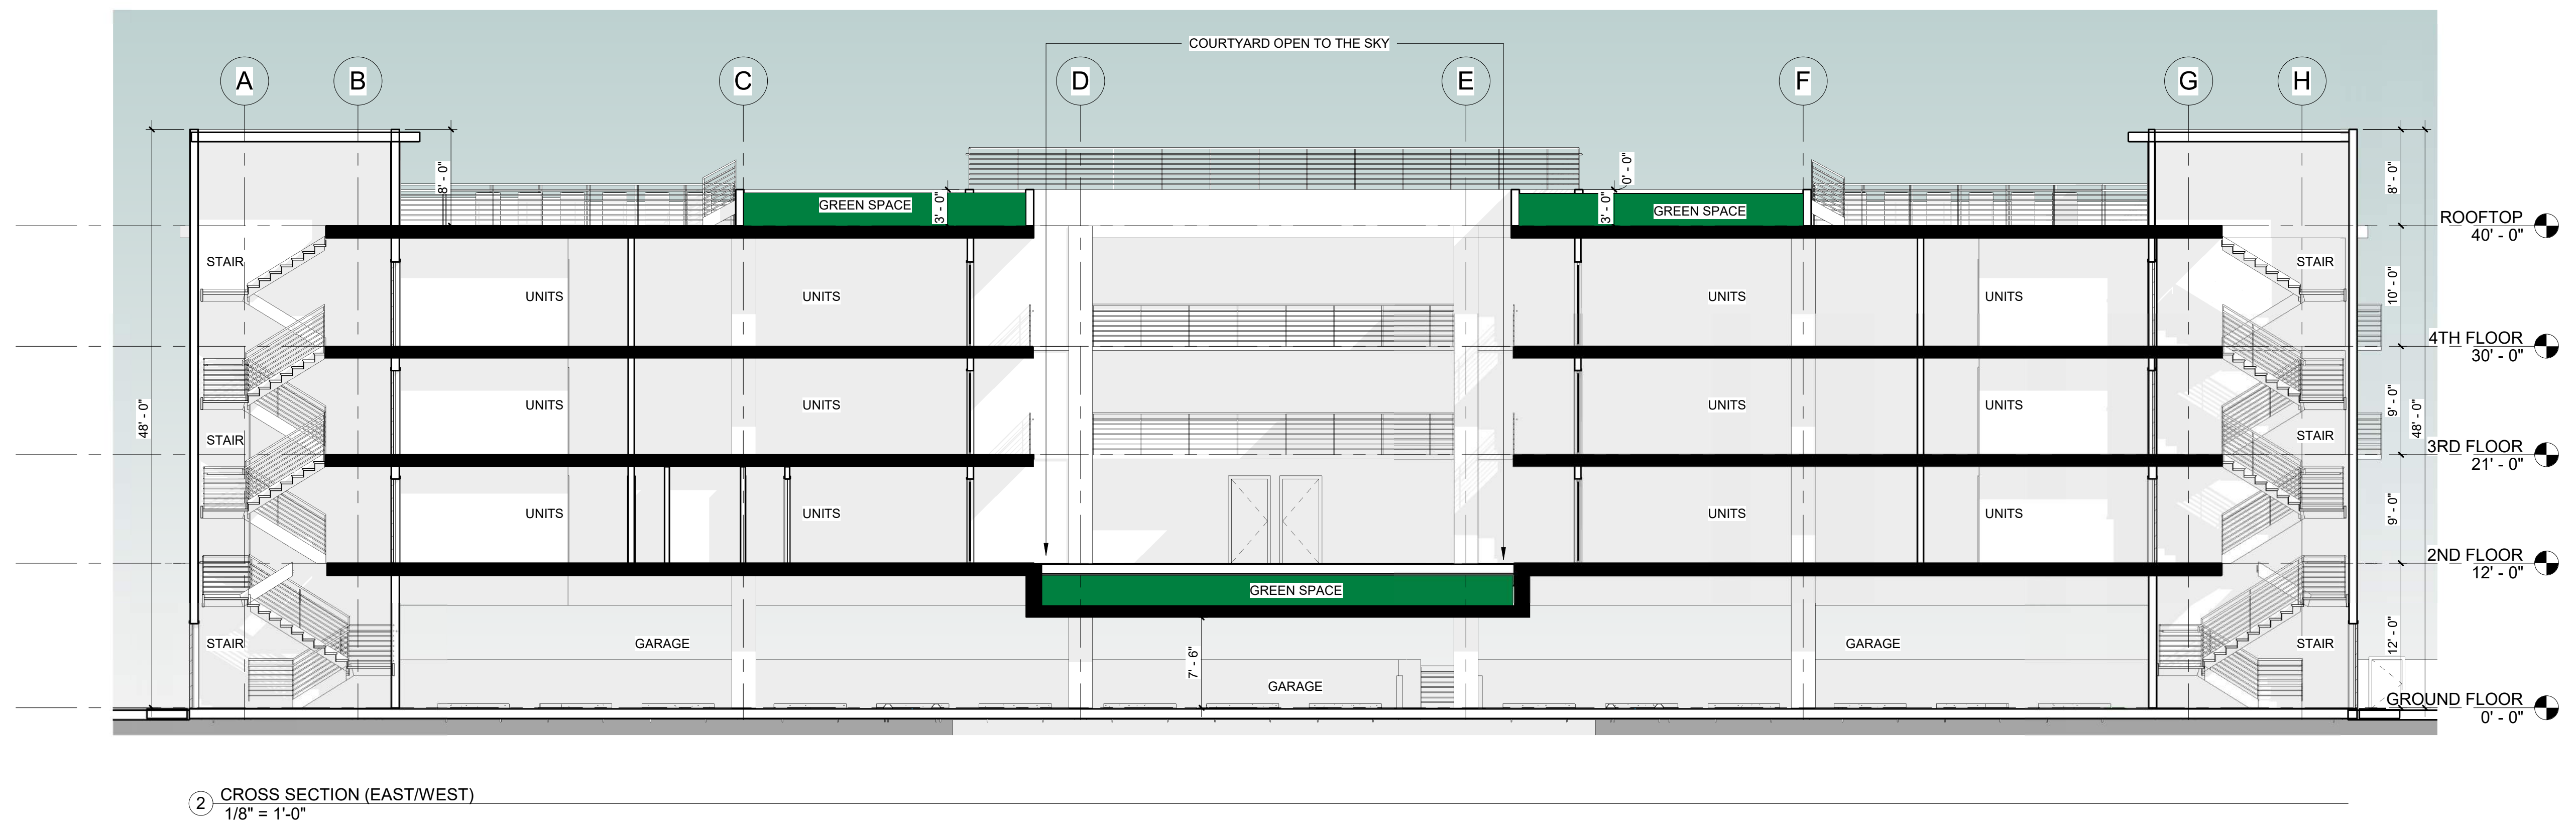 COURTYARD OPEN TO THE SKY
A B C D E F G H
8' - 0"
0' - 0"
8' - 0"
GREEN SPACE
3' - 0"
3' - 0"
GREEN SPACE
ROOFTOP
40' - 0"
STAIR
STAIR
UNITS UNITS UNITS UNITS
10' - 0"
4TH FLOOR
30' - 0"
48' - 0"
UNITS UNITS UNITS UNITS
9' - 0"
48' - 0"
STAIR
STAIR
3RD FLOOR
21' - 0"
UNITS UNITS UNITS UNITS
9' - 0"
2ND FLOOR
12' - 0"
GREEN SPACE
STAIR
GARAGE
GARAGE
STAIR
12' - 0"
7' - 6"
GARAGE
GROUND FLOOR
0' - 0"
2 CROSS SECTION (EAST/WEST)
1/8" = 1'-0"